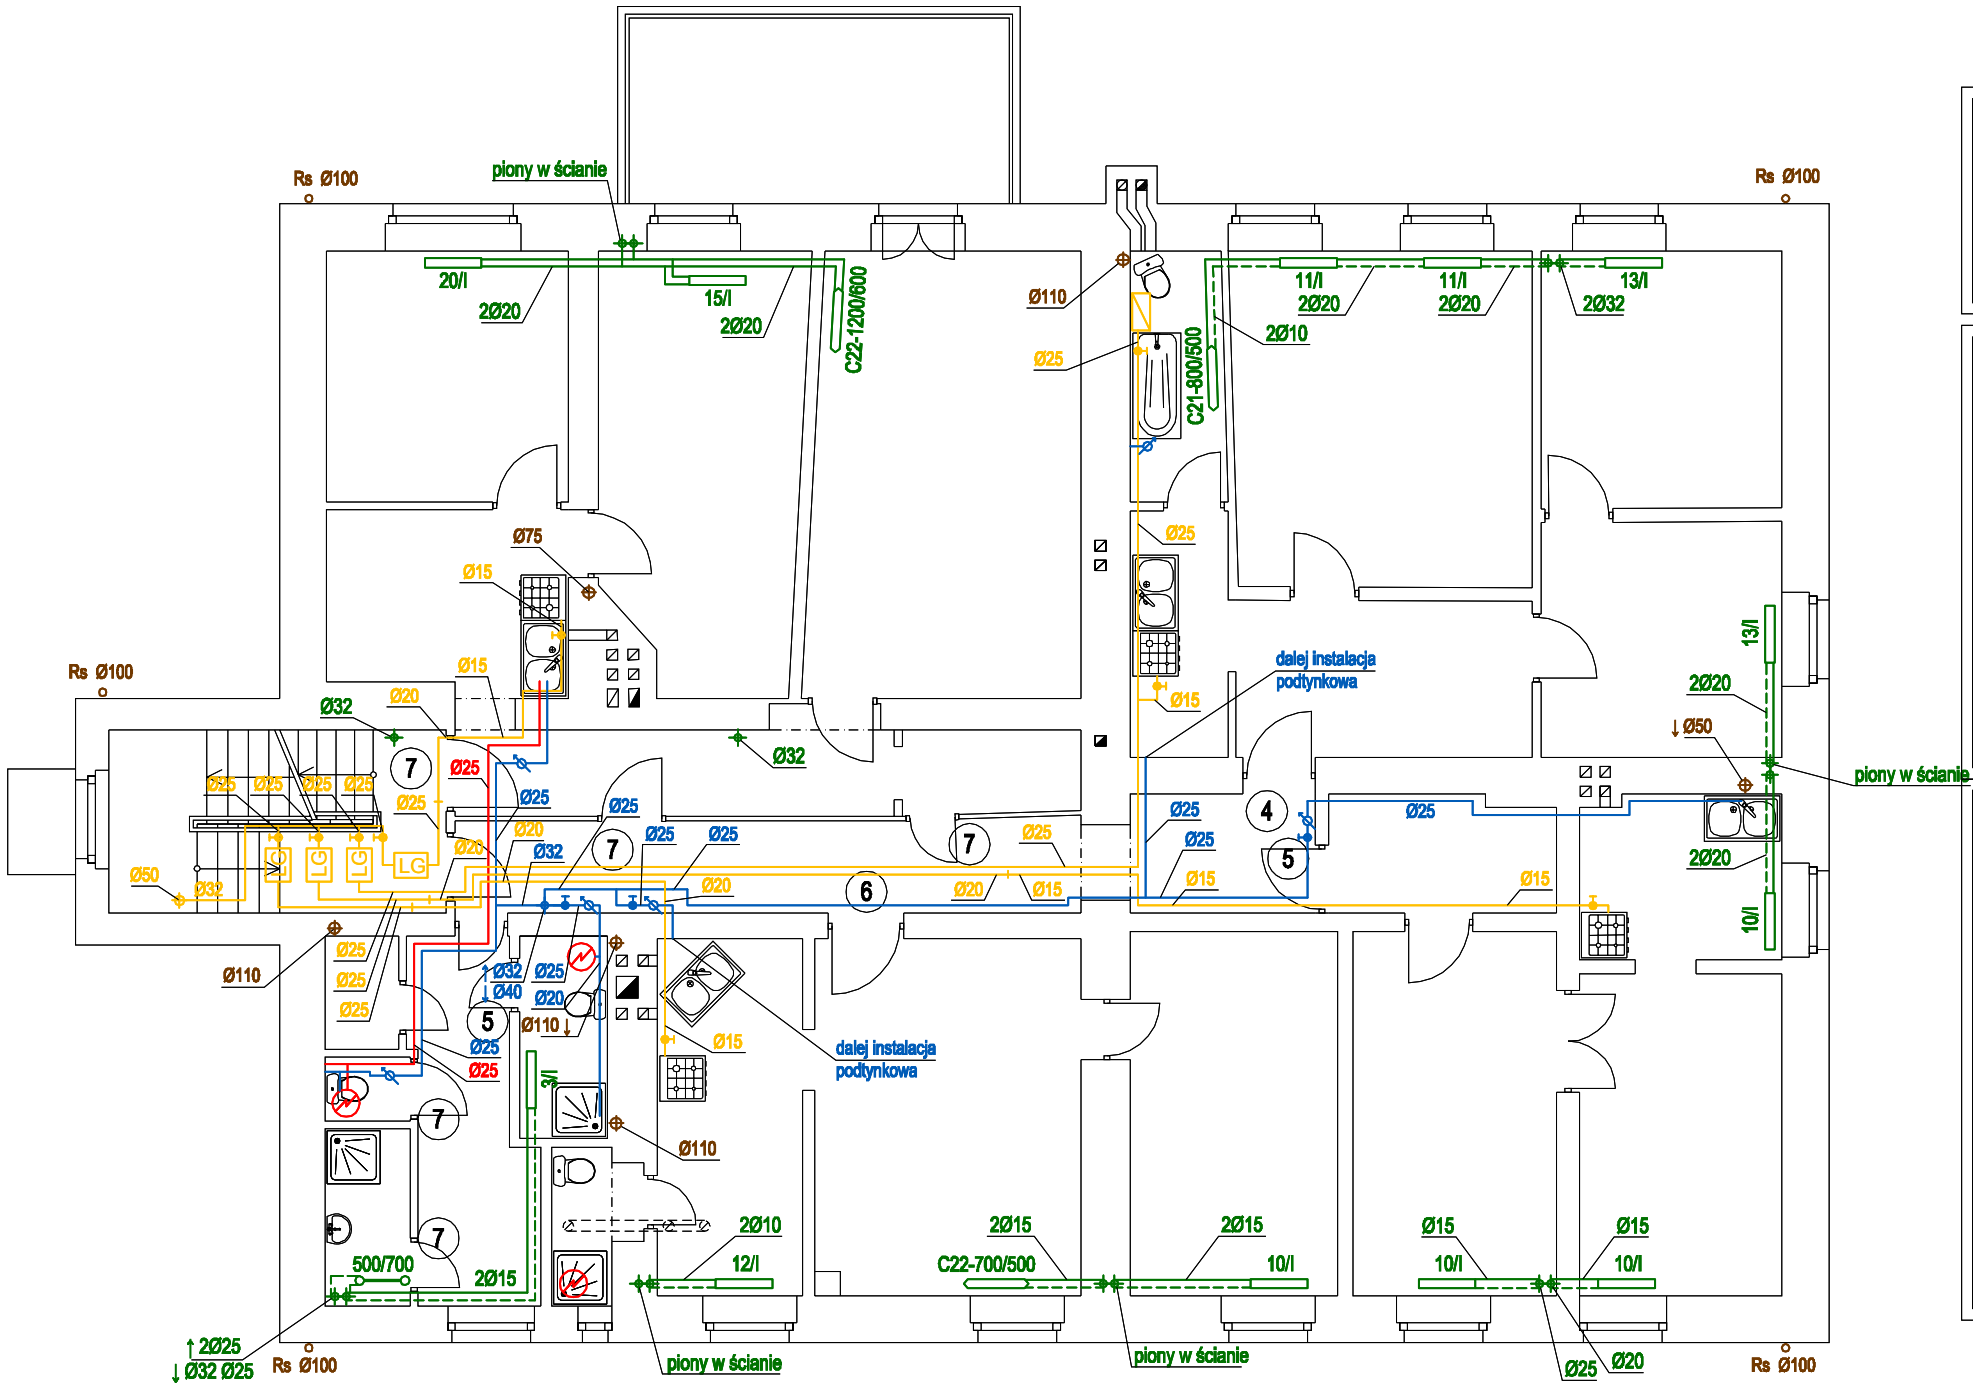 piony w ścianie
Rs Ø100
Rs Ø100
20/l
2Ø20
15/l
2Ø20
C22-1200/600
Ø110
Ø25
C21-800/500
11/l
2Ø20
11/l
2Ø20
2Ø32
13/l
2Ø10
Ø75
Ø15
Ø25
Rs Ø100
Ø15
Ø20
Ø32
dalej instalacja
podtynkowa
Ø15
13/l
2Ø20
↓ Ø50
7
Ø32
Ø25
piony w ścianie
Ø25
Ø25
Ø25
Ø25
Ø25
Ø25
Ø25
4
Ø25
Ø25
Ø20
Ø25
Ø25
7
Ø25
Ø25
LG
LG
LG
LG
Ø20
Ø32
7
5
2Ø20
Ø50
Ø32
Ø20
6
Ø20
Ø15
Ø15
Ø15
10/l
Ø25
Ø110
Ø25
Ø25
↑ Ø32
↓ Ø40
Ø25
Ø20
Ø110 ↓
5
Ø15
dalej instalacja
podtynkowa
Ø25
Ø25
3/l
7
Ø110
7
500/700
2Ø15
2Ø10
12/l
2Ø15
C22-700/500
2Ø15
10/l
Ø15
10/l
Ø15
10/l
↑ 2Ø25
↓ Ø32 Ø25
Rs Ø100
piony w ścianie
piony w ścianie
Ø25
Ø20
Rs Ø100